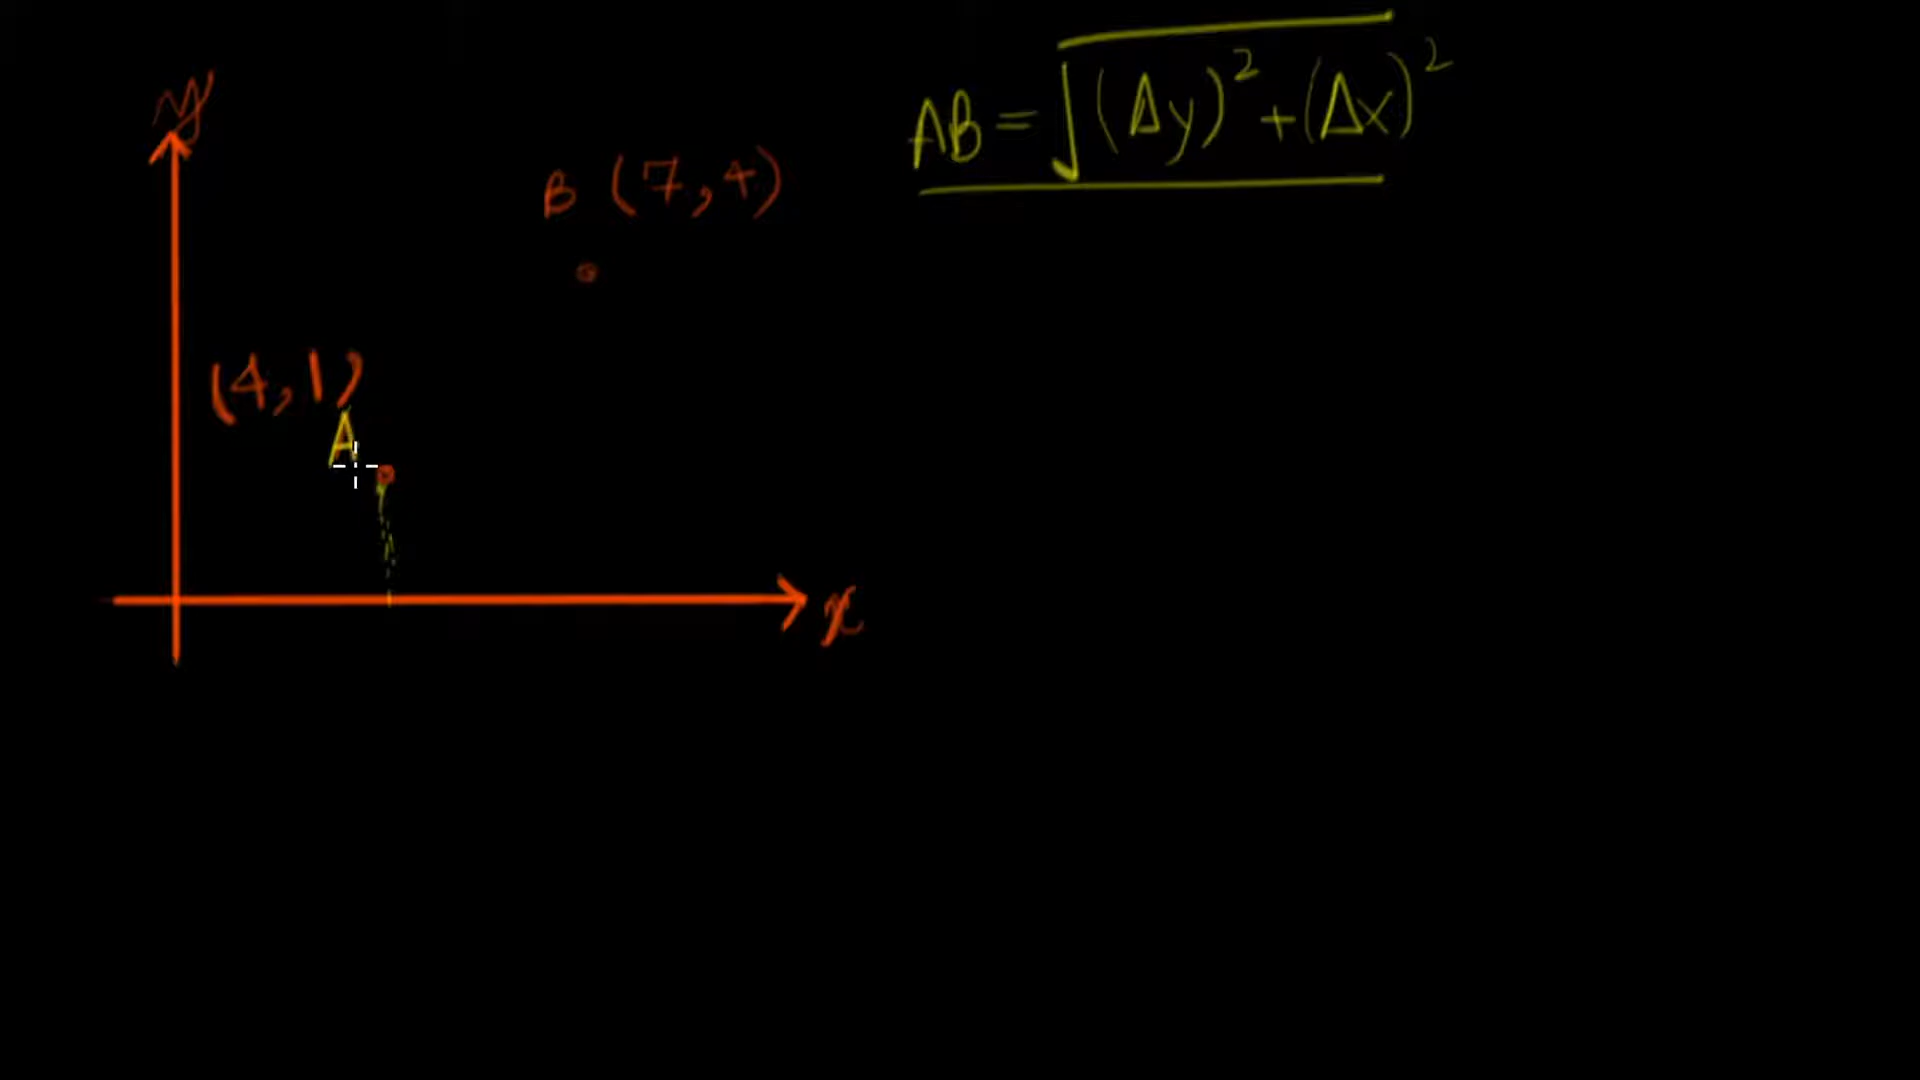 y
AB = √(Δy)² + (Δx)²
B (7,4)
(4,1)
A
x